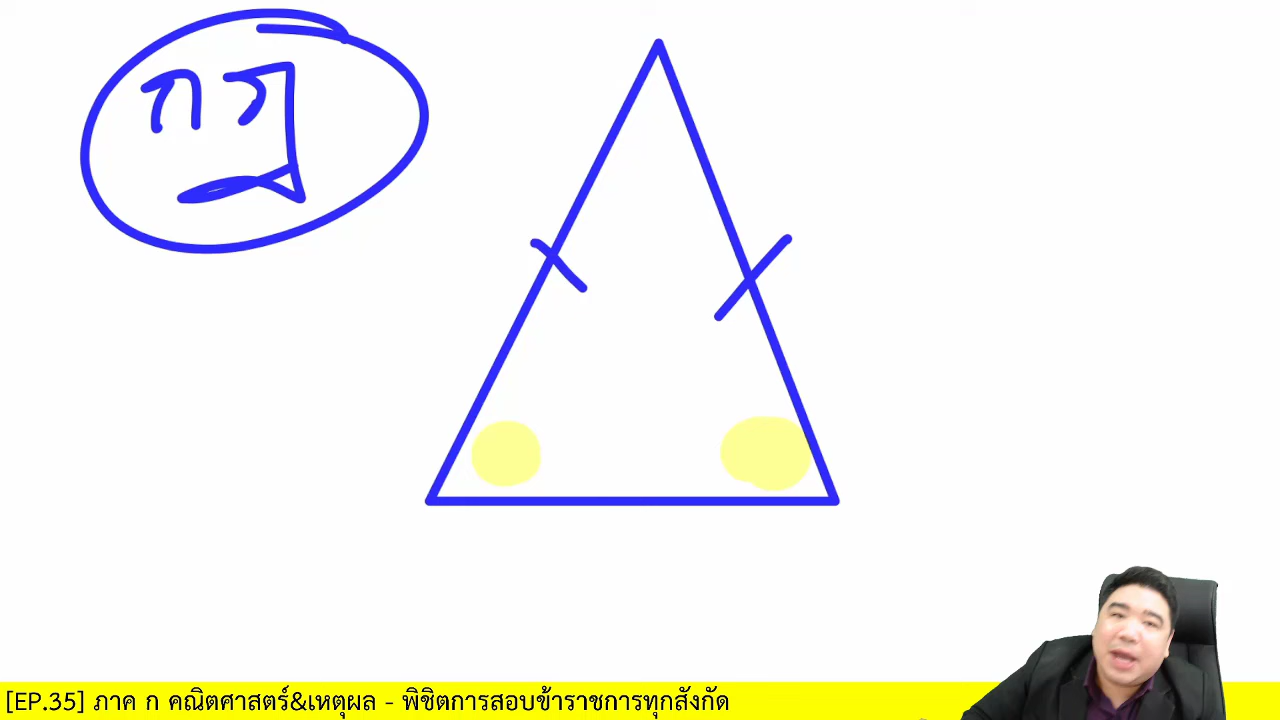 กฎ
[EP.35] ภาค ก คณิตศาสตร์&เหตุผล - พิชิตการสอบข้าราชการทุกสังกัด